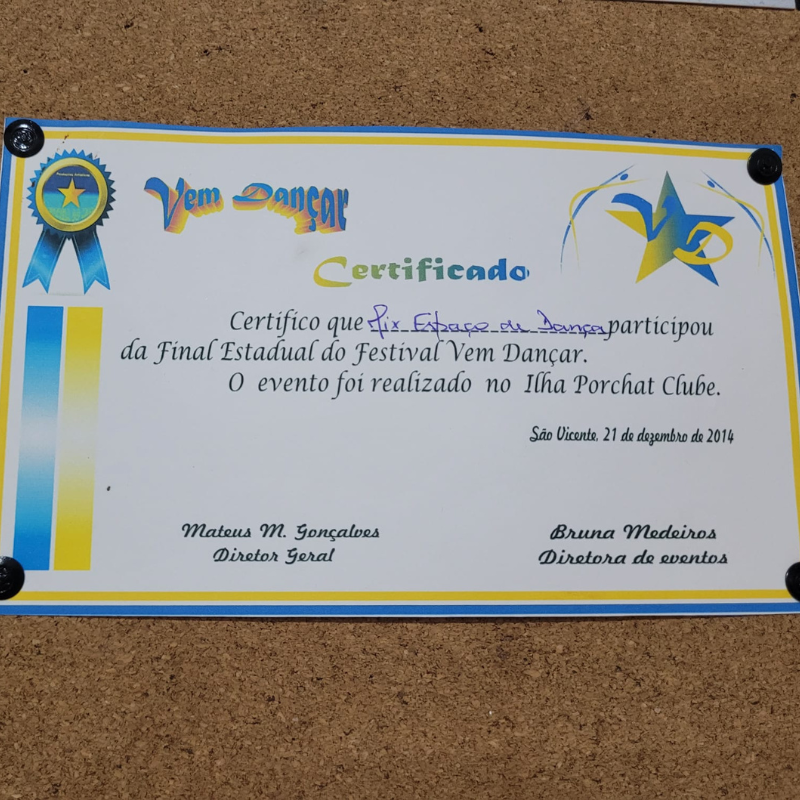 Vem Dançar
VD
Certificado
Certifico que Mix Espaço de Dança participou
da Final Estadual do Festival Vem Dançar.
O evento foi realizado no Ilha Porchat Clube.
São Vicente, 21 de dezembro de 2014
Mateus M. Gonçalves
Diretor Geral
Bruna Medeiros
Diretora de eventos